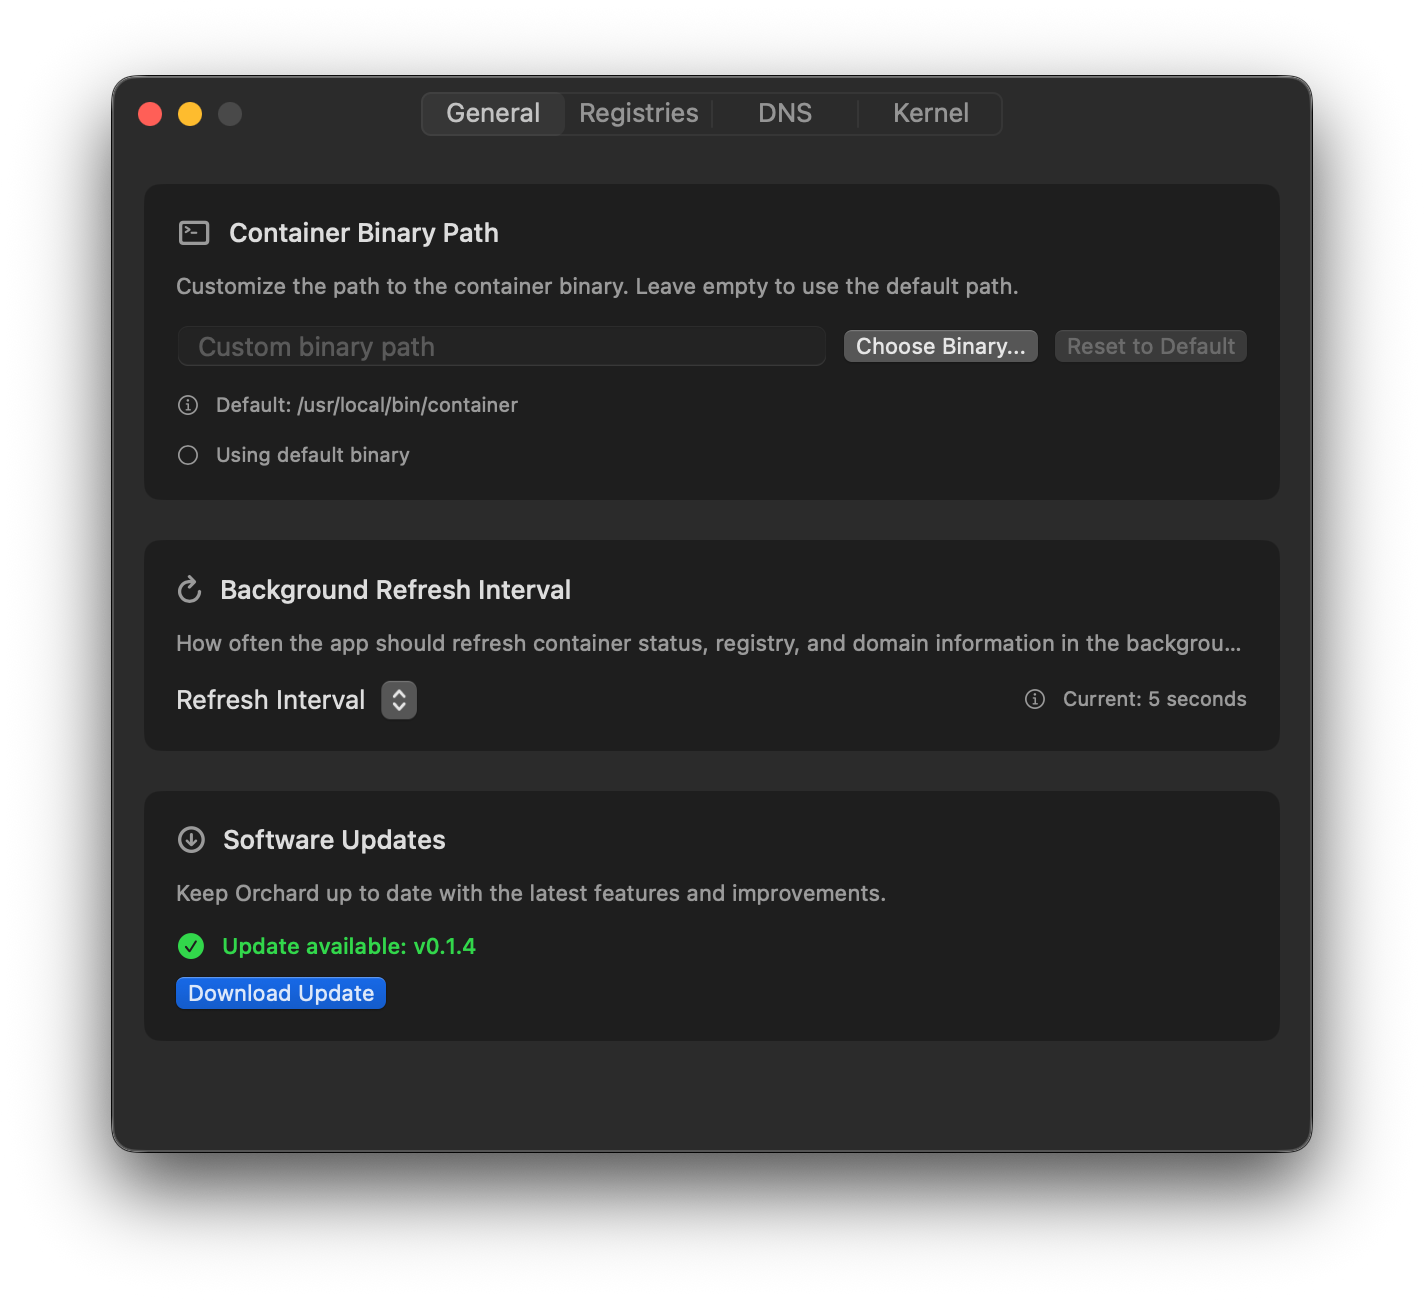 General Registries DNS Kernel
Container Binary Path
Customize the path to the container binary. Leave empty to use the default path.
Custom binary path Choose Binary... Reset to Default
Default: /usr/local/bin/container
Using default binary
Background Refresh Interval
How often the app should refresh container status, registry, and domain information in the backgrou...
Refresh Interval Current: 5 seconds
Software Updates
Keep Orchard up to date with the latest features and improvements.
Update available: v0.1.4
Download Update